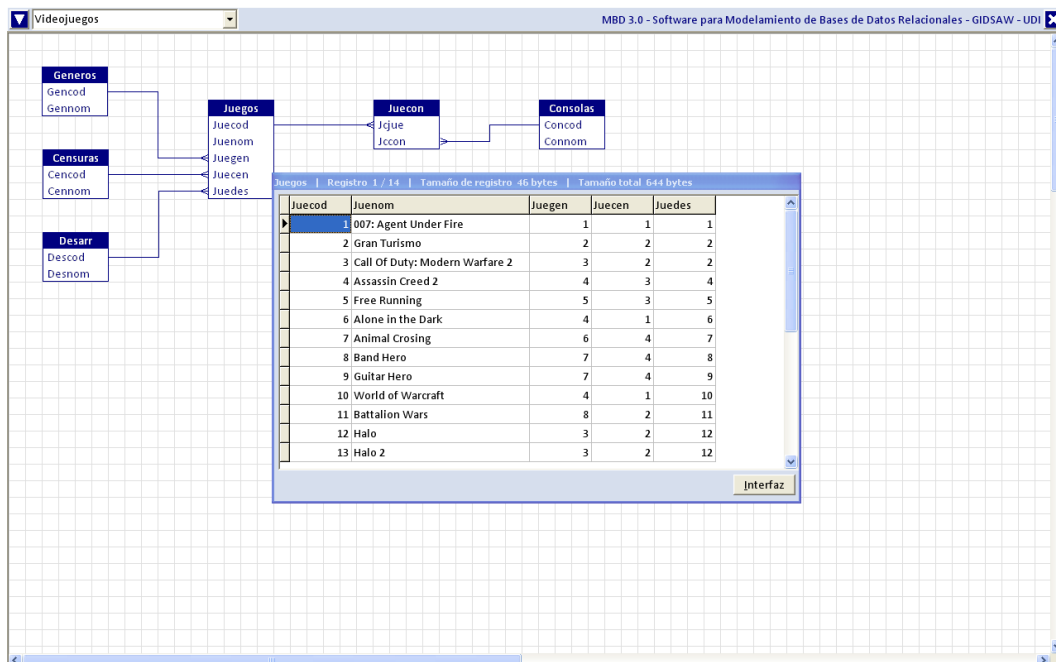 Videojuegos
MBD 3.0 - Software para Modelamiento de Bases de Datos Relacionales - GIDSAW - UDI
Generos
Gencod
Gennom
Censuras
Cencod
Cennom
Desarr
Descod
Desnom
Juegos
Juecod
Juenom
Juegen
Juecen
Juedes
Juecon
Jcjue
Jccon
Consolas
Concod
Connom
Juegos | Registro 1 / 14 | Tamaño de registro 46 bytes | Tamaño total 644 bytes
Juecod Juenom Juegen Juecen Juedes
1 007: Agent Under Fire 1 1 1
2 Gran Turismo 2 2 2
3 Call Of Duty: Modern Warfare 2 3 2 2
4 Assassin Creed 2 4 3 4
5 Free Running 5 3 5
6 Alone in the Dark 4 1 6
7 Animal Crosing 6 4 7
8 Band Hero 7 4 8
9 Guitar Hero 7 4 9
10 World of Warcraft 4 1 10
11 Battalion Wars 8 2 11
12 Halo 3 2 12
13 Halo 2 3 2 12
Interfaz